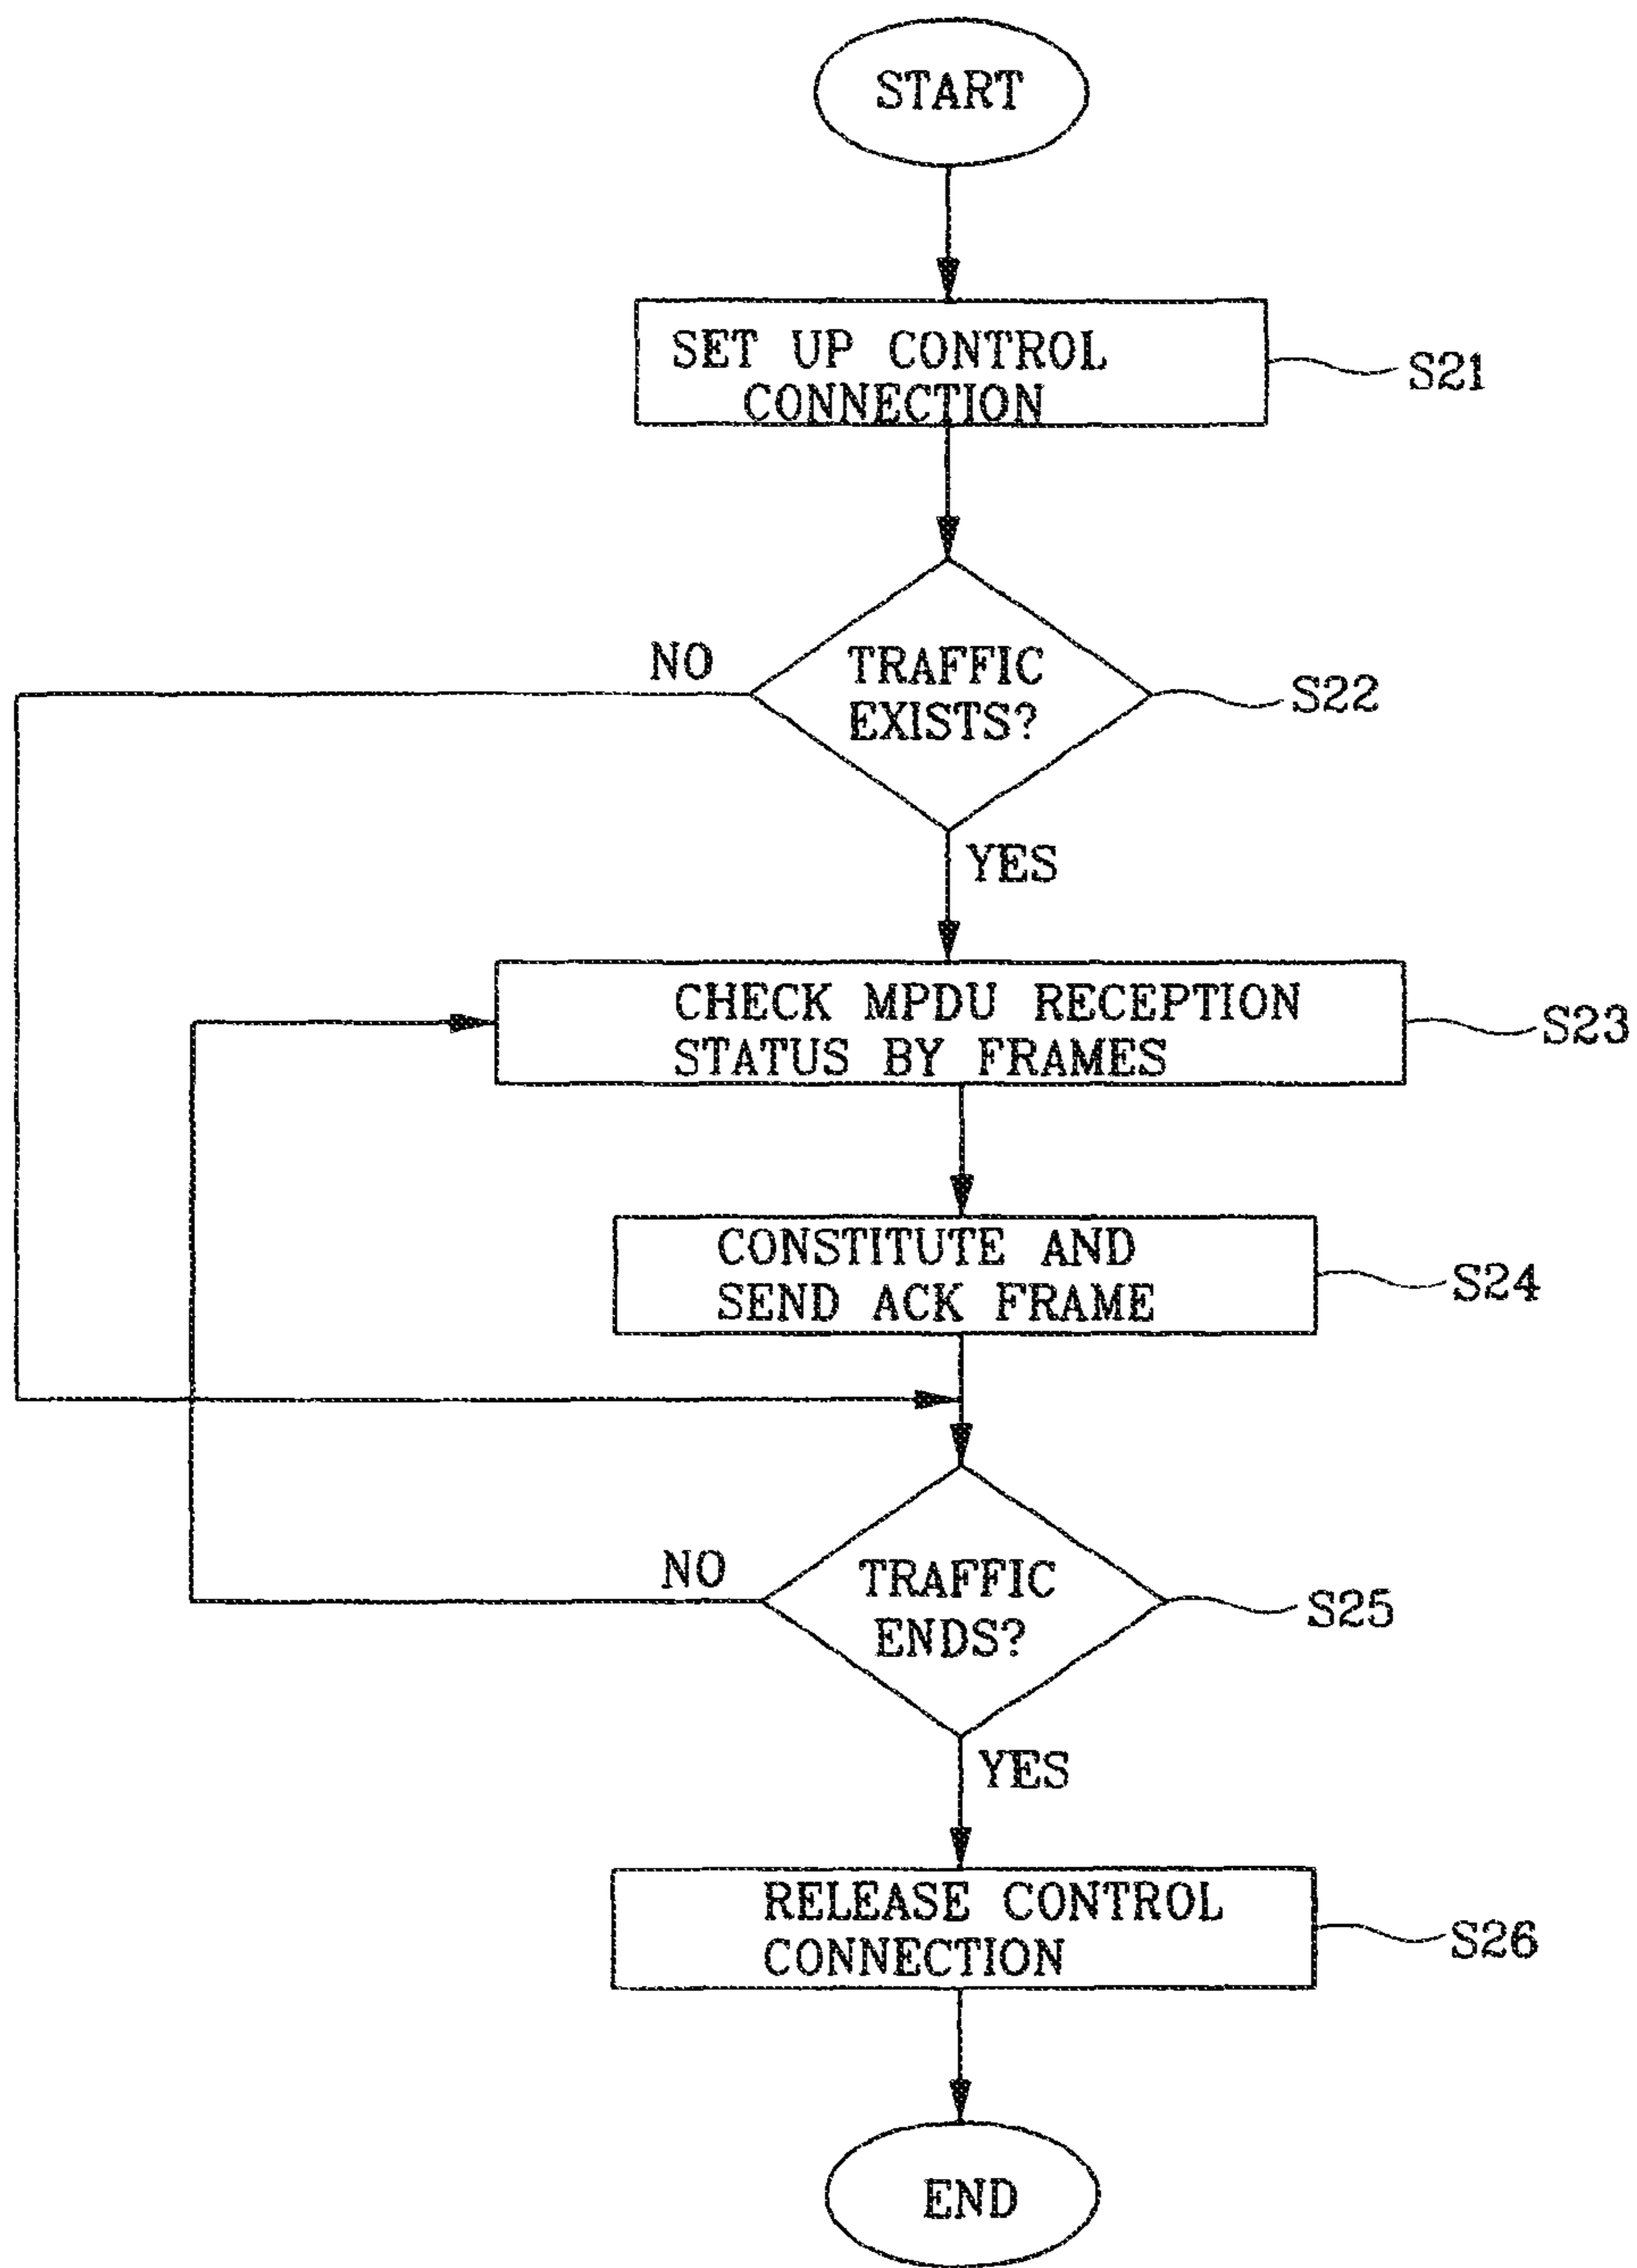 START
SET UP CONTROL
CONNECTION
S21
NO
TRAFFIC
EXISTS?
S22
YES
CHECK MPDU RECEPTION
STATUS BY FRAMES
S23
CONSTITUTE AND
SEND ACK FRAME
S24
NO
TRAFFIC
ENDS?
S25
YES
RELEASE CONTROL
CONNECTION
S26
END